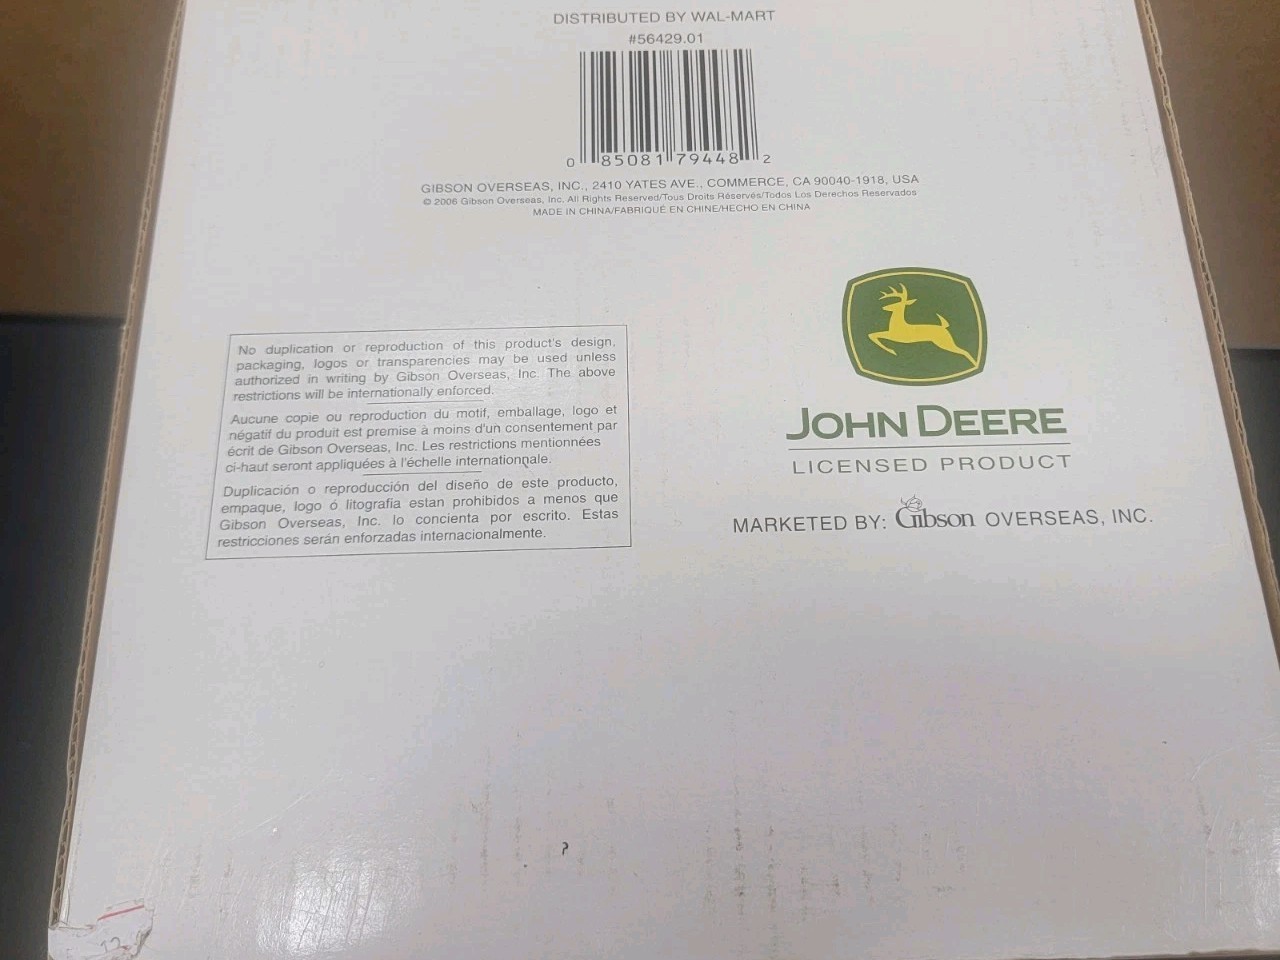 DISTRIBUTED BY WAL-MART
#56429.01
0 85081 79448 2
GIBSON OVERSEAS, INC., 2410 YATES AVE., COMMERCE, CA 90040-1918, USA
© 2006 Gibson Overseas, Inc. All Rights Reserved/Tous Droits Réservés/Todos Los Derechos Reservados
MADE IN CHINA/FABRIQUÉ EN CHINE/HECHO EN CHINA
No duplication or reproduction of this product's design,
packaging, logos or transparencies may be used unless
authorized in writing by Gibson Overseas, Inc. The above
restrictions will be internationally enforced.
Aucune copie ou reproduction du motif, emballage, logo et
négatif du produit est premise à moins d'un consentement par
écrit de Gibson Overseas, Inc. Les restrictions mentionnées
ci-haut seront appliquées à l'échelle internationale.
Duplicación o reproducción del diseño de este producto,
empaque, logo ó litografia estan prohibidos a menos que
Gibson Overseas, Inc. lo concienta por escrito. Estas
restricciones serán enforzadas internacionalmente.
JOHN DEERE
LICENSED PRODUCT
MARKETED BY: Gibson OVERSEAS, INC.
12